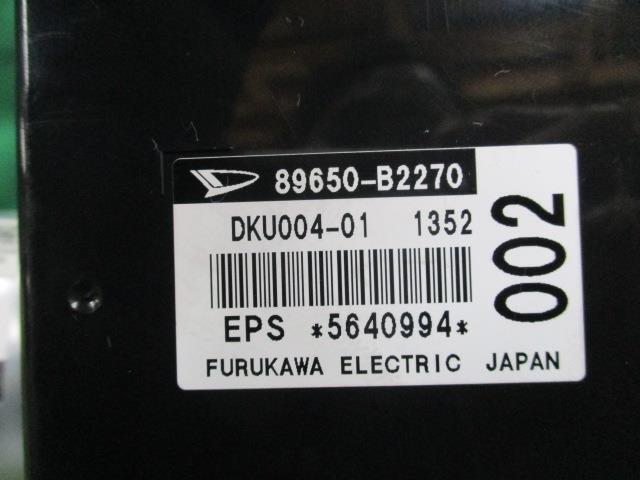 89650-B2270
DKU004-01 1352
EPS *5640994*
FURUKAWA ELECTRIC JAPAN
002